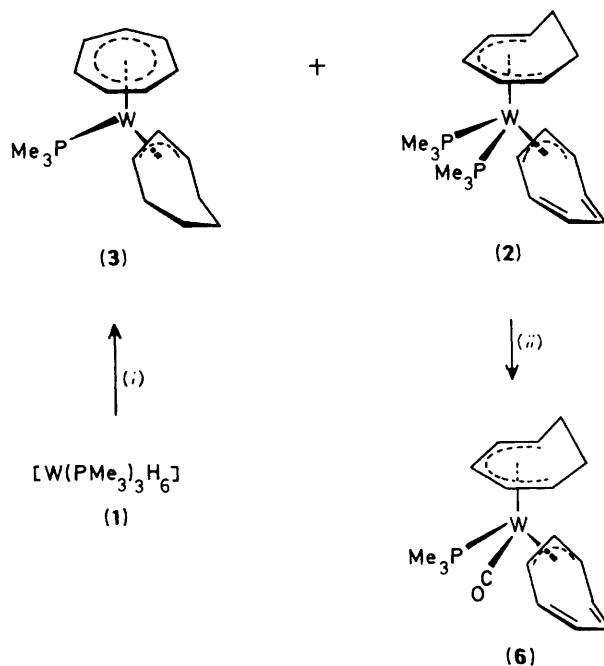 +
W
Me₃P
(3)
W
Me₃P
Me₃P
(2)
(i)
(ii)
[W(PMe₃)₃H₆]
(1)
W
Me₃P
OC
(6)